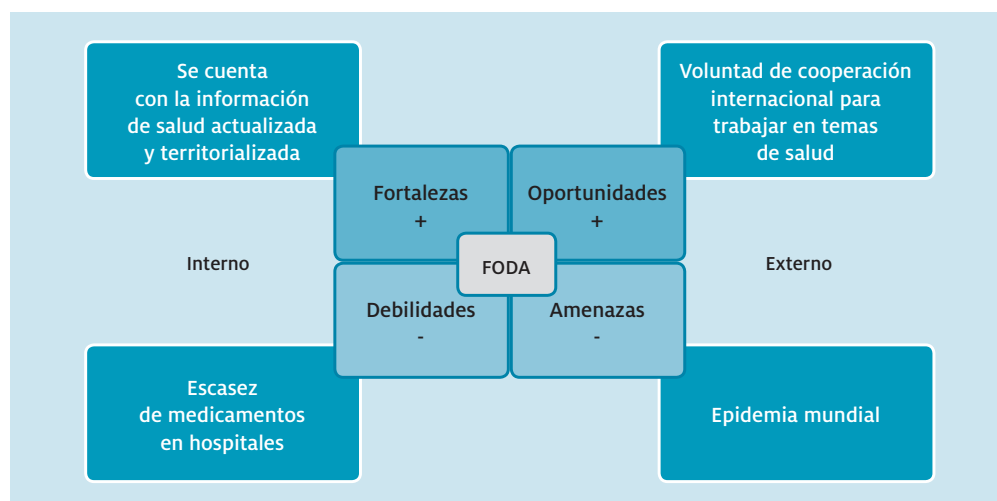 Se cuenta
con la información
de salud actualizada
y territorializada
Voluntad de cooperación
internacional para
trabajar en temas
de salud
Fortalezas
+
Oportunidades
+
Interno
FODA
Externo
Debilidades
-
Amenazas
-
Escasez
de medicamentos
en hospitales
Epidemia mundial